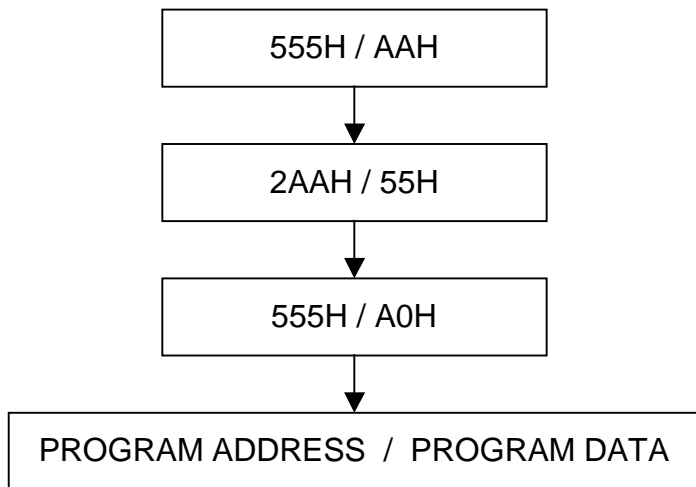 555H / AAH
2AAH / 55H
555H / A0H
PROGRAM ADDRESS / PROGRAM DATA